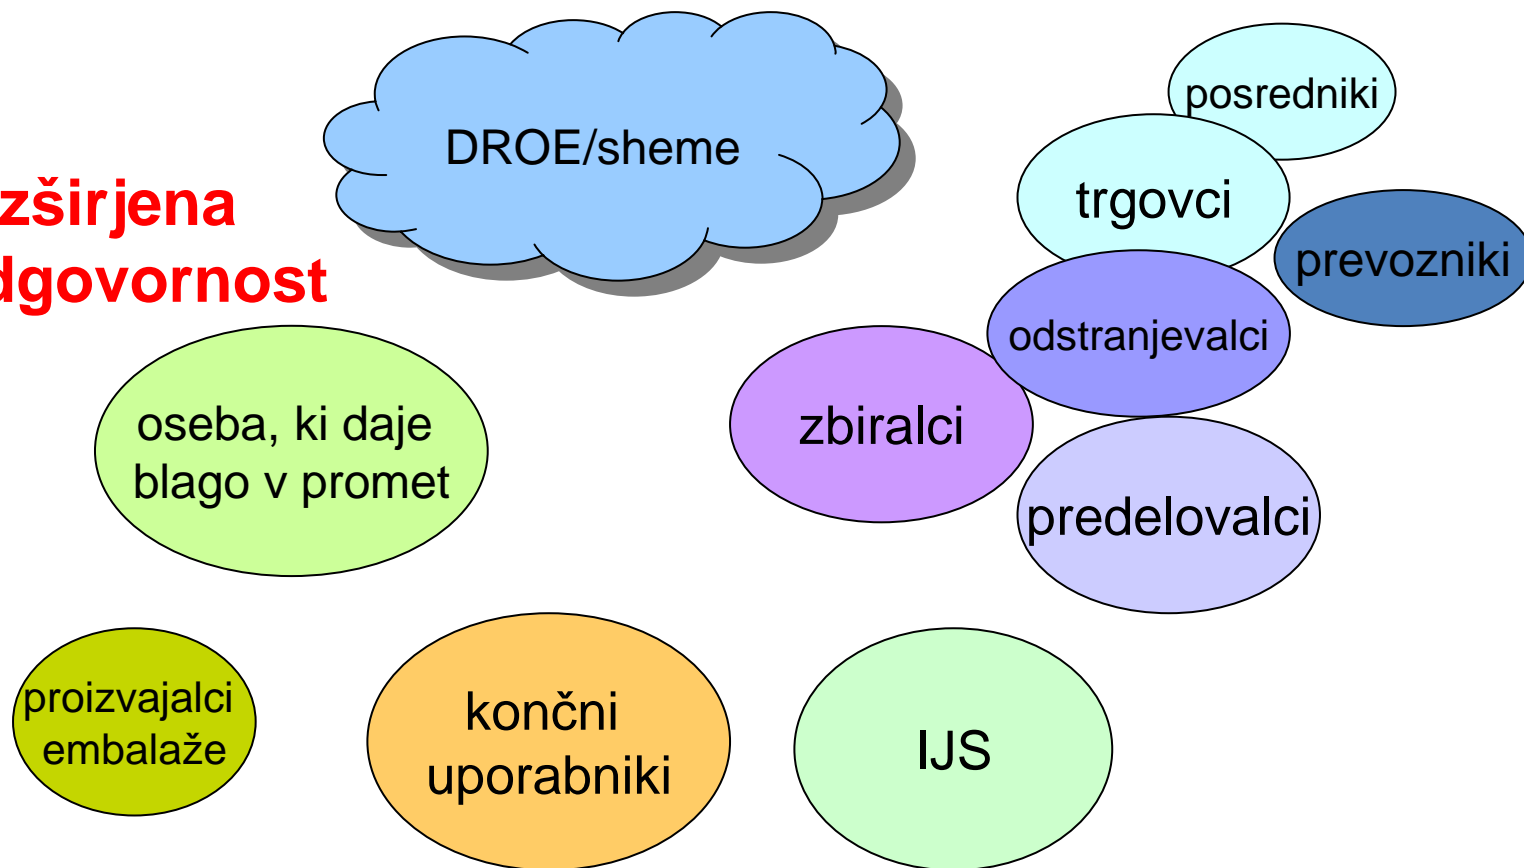 DROE/sheme
posredniki
trgovci
zširjena
dgovornost
prevozniki
odstranjevalci
oseba, ki daje
blago v promet
zbiralci
predelovalci
proizvajalci
embalaže
končni
uporabniki
IJS